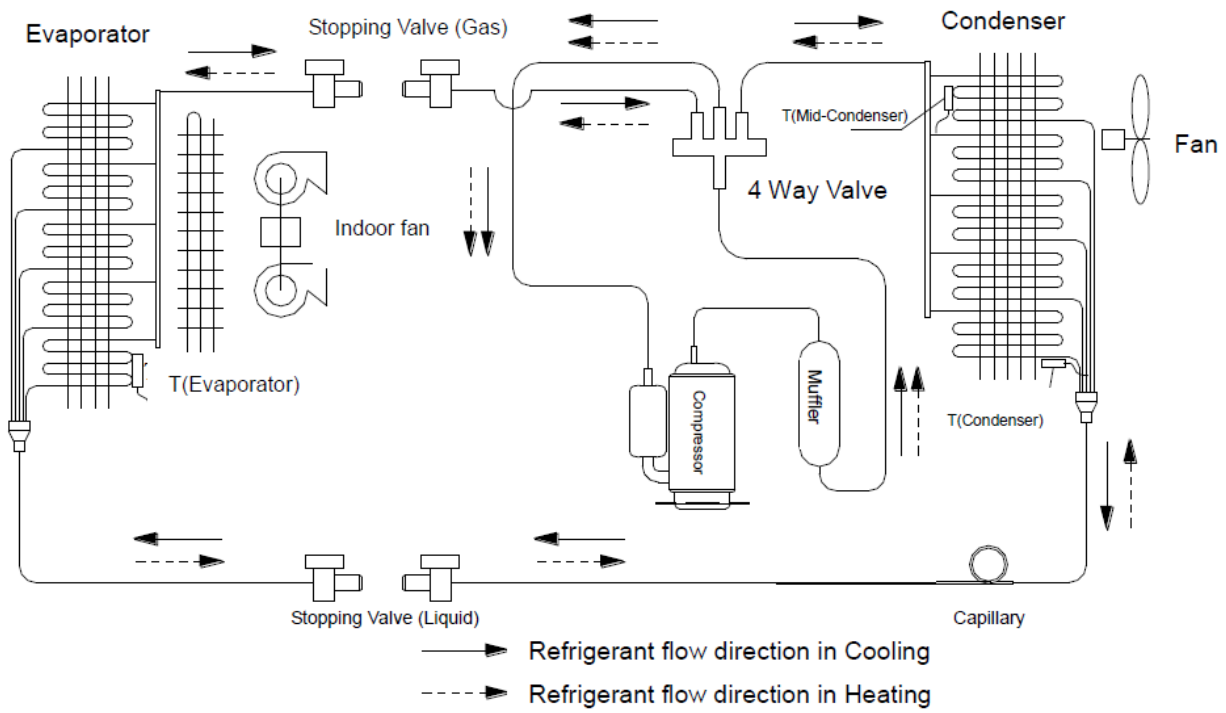 Evaporator
Stopping Valve (Gas)
Condenser
T(Mid-Condenser)
Fan
4 Way Valve
Indoor fan
T(Evaporator)
Compressor
Muffler
T(Condenser)
Stopping Valve (Liquid)
Capillary
Refrigerant flow direction in Cooling
Refrigerant flow direction in Heating